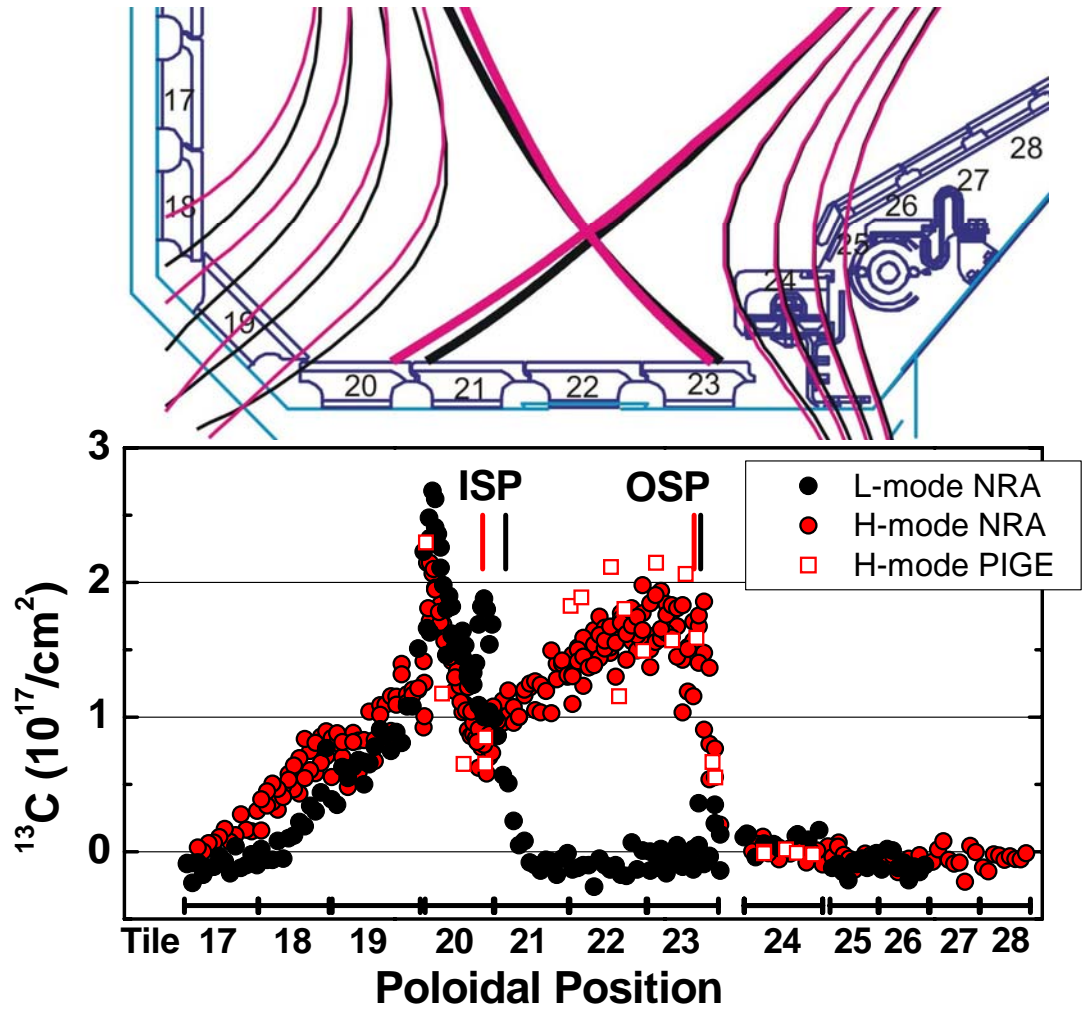 17
18
19
20
21
22
23
24
25
26
27
28
3
2
1
0
¹³C (10¹⁷/cm²)
ISP
OSP
L-mode NRA
H-mode NRA
H-mode PIGE
Tile 17 18 19 20 21 22 23 24 25 26 27 28
Poloidal Position